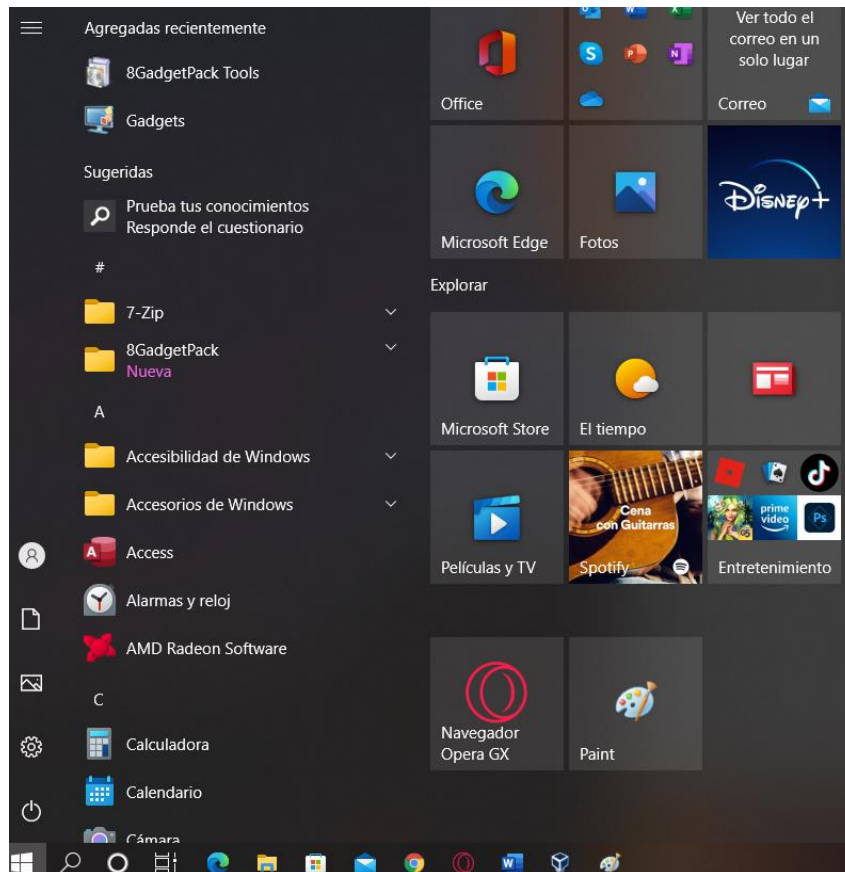 Agregadas recientemente
8GadgetPack Tools
Gadgets
Sugeridas
Prueba tus conocimientos
Responde el cuestionario
#
7-Zip
8GadgetPack
Nueva
A
Accesibilidad de Windows
Accesorios de Windows
Access
Alarmas y reloj
AMD Radeon Software
C
Calculadora
Calendario
Cámara
Office
Ver todo el
correo en un
solo lugar
Correo
Microsoft Edge
Fotos
Disney+
Explorar
Microsoft Store
El tiempo
Películas y TV
Cena
con Guitarras
Spotify
prime
video
Ps
Entretenimiento
Navegador
Opera GX
Paint